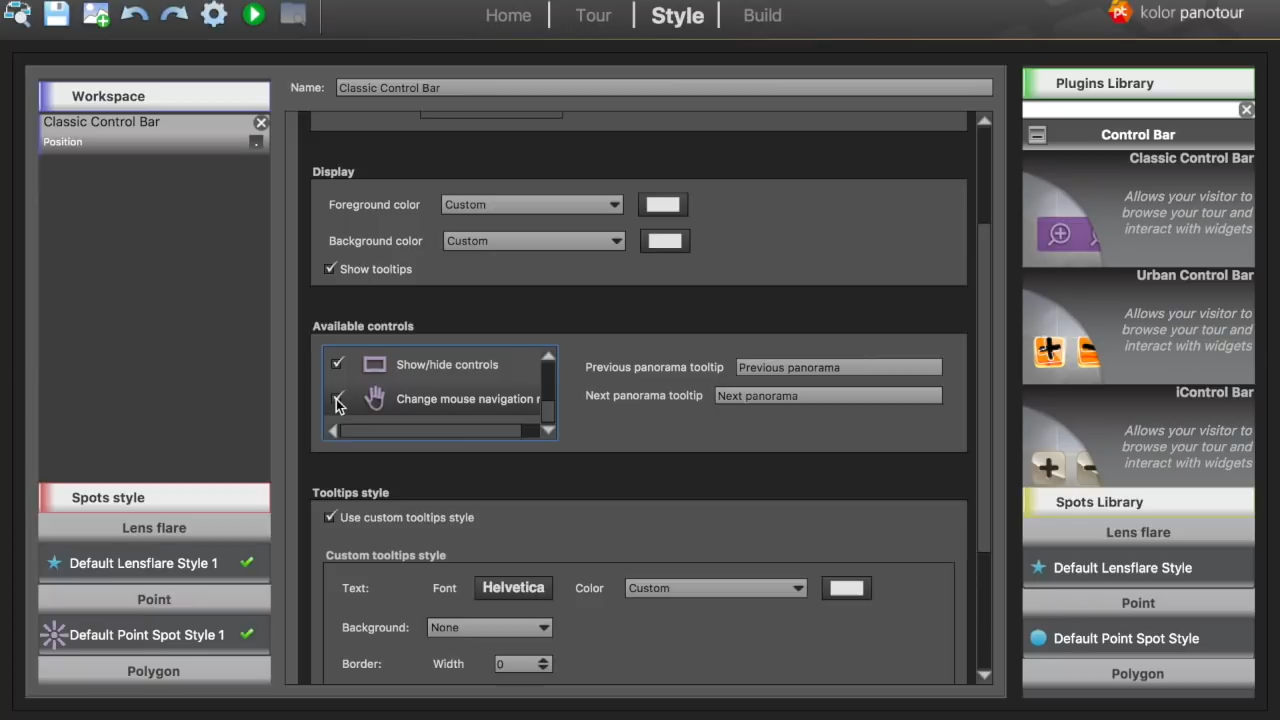 Home
Tour
Style
Build
pt
kolor panotour
Workspace
Classic Control Bar
Position
Name: Classic Control Bar
Display
Foreground color Custom
Background color Custom
Show tooltips
Available controls
Show/hide controls
Change mouse navigation
Previous panorama tooltip Previous panorama
Next panorama tooltip Next panorama
Tooltips style
Use custom tooltips style
Custom tooltips style
Text: Font Helvetica Color Custom
Background: None
Border: Width 0
Spots style
Lens flare
Default Lensflare Style 1
Point
Default Point Spot Style 1
Polygon
Plugins Library
Control Bar
Classic Control Bar
Allows your visitor to
browse your tour and
interact with widgets
Urban Control Bar
Allows your visitor to
browse your tour and
interact with widgets
iControl Bar
Allows your visitor to
browse your tour and
interact with widgets
Spots Library
Lens flare
Default Lensflare Style
Point
Default Point Spot Style
Polygon